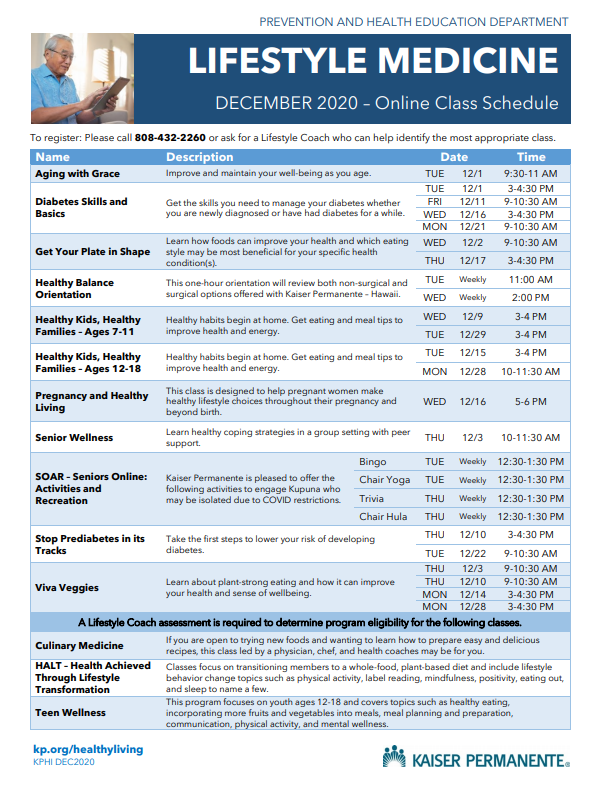 PREVENTION AND HEALTH EDUCATION DEPARTMENT
LIFESTYLE MEDICINE
DECEMBER 2020 – Online Class Schedule
To register: Please call 808-432-2260 or ask for a Lifestyle Coach who can help identify the most appropriate class.
Name Description Date Time
Aging with Grace Improve and maintain your well-being as you age. TUE 12/1 9:30-11 AM
Diabetes Skills and
Basics
Get the skills you need to manage your diabetes whether
you are newly diagnosed or have had diabetes for a while.
TUE 12/1 3-4:30 PM
FRI 12/11 9-10:30 AM
WED 12/16 3-4:30 PM
MON 12/21 9-10:30 AM
Get Your Plate in Shape
Learn how foods can improve your health and which eating
style may be most beneficial for your specific health
condition(s).
WED 12/2 9-10:30 AM
THU 12/17 3-4:30 PM
Healthy Balance
Orientation
This one-hour orientation will review both non-surgical and
surgical options offered with Kaiser Permanente – Hawaii.
TUE Weekly 11:00 AM
WED Weekly 2:00 PM
Healthy Kids, Healthy
Families – Ages 7-11
Healthy habits begin at home. Get eating and meal tips to
improve health and energy.
WED 12/9 3-4 PM
TUE 12/29 3-4 PM
Healthy Kids, Healthy
Families – Ages 12-18
Healthy habits begin at home. Get eating and meal tips to
improve health and energy.
TUE 12/15 3-4 PM
MON 12/28 10-11:30 AM
Pregnancy and Healthy
Living
This class is designed to help pregnant women make
healthy lifestyle choices throughout their pregnancy and
beyond birth.
WED 12/16 5-6 PM
Senior Wellness
Learn healthy coping strategies in a group setting with peer
support.
THU 12/3 10-11:30 AM
SOAR – Seniors Online:
Activities and
Recreation
Kaiser Permanente is pleased to offer the
following activities to engage Kupuna who
may be isolated due to COVID restrictions.
Bingo TUE Weekly 12:30-1:30 PM
Chair Yoga TUE Weekly 12:30-1:30 PM
Trivia THU Weekly 12:30-1:30 PM
Chair Hula THU Weekly 12:30-1:30 PM
Stop Prediabetes in its
Tracks
Take the first steps to lower your risk of developing
diabetes.
THU 12/10 3-4:30 PM
TUE 12/22 9-10:30 AM
Viva Veggies
Learn about plant-strong eating and how it can improve
your health and sense of wellbeing.
THU 12/3 9-10:30 AM
THU 12/10 9-10:30 AM
MON 12/14 3-4:30 PM
MON 12/28 3-4:30 PM
A Lifestyle Coach assessment is required to determine program eligibility for the following classes.
Culinary Medicine
If you are open to trying new foods and wanting to learn how to prepare easy and delicious
recipes, this class led by a physician, chef, and health coaches may be for you.
HALT – Health Achieved
Through Lifestyle
Transformation
Classes focus on transitioning members to a whole-food, plant-based diet and include lifestyle
behavior change topics such as physical activity, label reading, mindfulness, positivity, eating out,
and sleep to name a few.
Teen Wellness
This program focuses on youth ages 12-18 and covers topics such as healthy eating,
incorporating more fruits and vegetables into meals, meal planning and preparation,
communication, physical activity, and mental wellness.
kp.org/healthyliving
KPHI DEC2020
KAISER PERMANENTE®